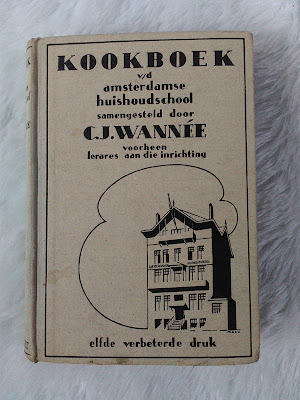 KOOKBOEK
v/d
amsterdamse
huishoudschool
samengesteld door
C.J.WANNÉE
voorheen
lerares aan die inrichting
elfde verbeterde druk